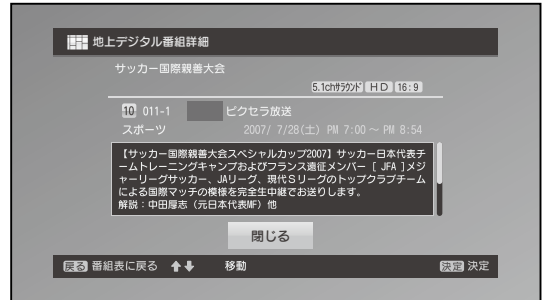 地上デジタル番組詳細
サッカー国際親善大会
5.1chｻﾗｳﾝﾄﾞ HD 16:9
10 011-1 ピクセラ放送
スポーツ 2007/ 7/28(土) PM 7:00 ～ PM 8:54
【サッカー国際親善大会スペシャルカップ2007】サッカー日本代表チ
ームトレーニングキャンプおよびフランス遠征メンバー [ JFA ]メジ
ャーリーグサッカー、JAリーグ、現代Ｓリーグのトップクラブチーム
による国際マッチの模様を完全生中継でお送りします。
解説：中田厚志（元日本代表MF）他
閉じる
戻る 番組表に戻る 移動 決定 決定